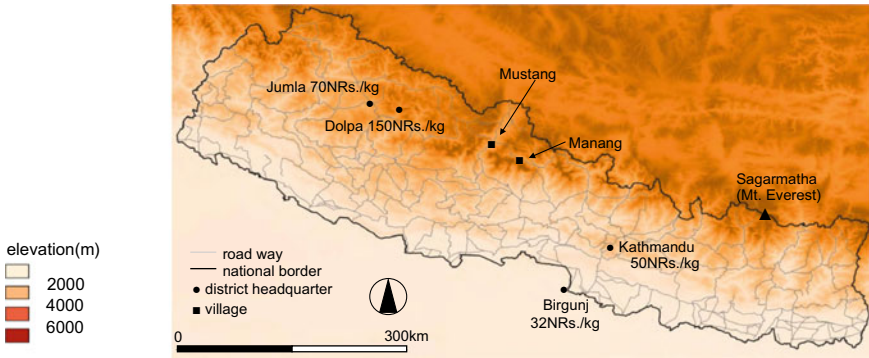 Mustang
Jumla 70NRs./kg
Dolpa 150NRs./kg
Manang
Sagarmatha
(Mt. Everest)
elevation(m)
2000
4000
6000
road way
national border
district headquarter
village
Kathmandu
50NRs./kg
Birgunj
32NRs./kg
0 300km